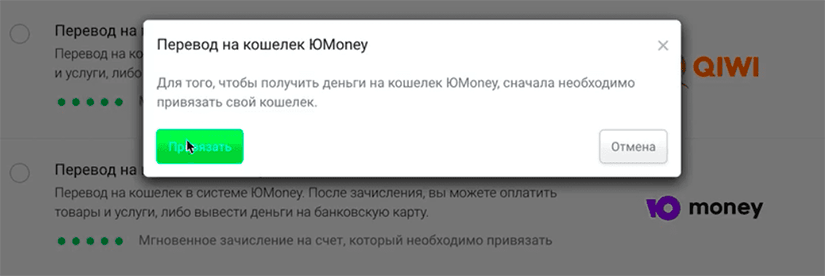 Перевод на
Перевод на кошелек ЮMoney
Перевод на ко
и услуги, либо
QIWI
Для того, чтобы получить деньги на кошелек ЮMoney, сначала необходимо
привязать свой кошелек.
Привязать
Отмена
Перевод на
Перевод на кошелек в системе ЮMoney. После зачисления, вы можете оплатить
товары и услуги, либо вывести деньги на банковскую карту.
Ю money
Мгновенное зачисление на счет, который необходимо привязать